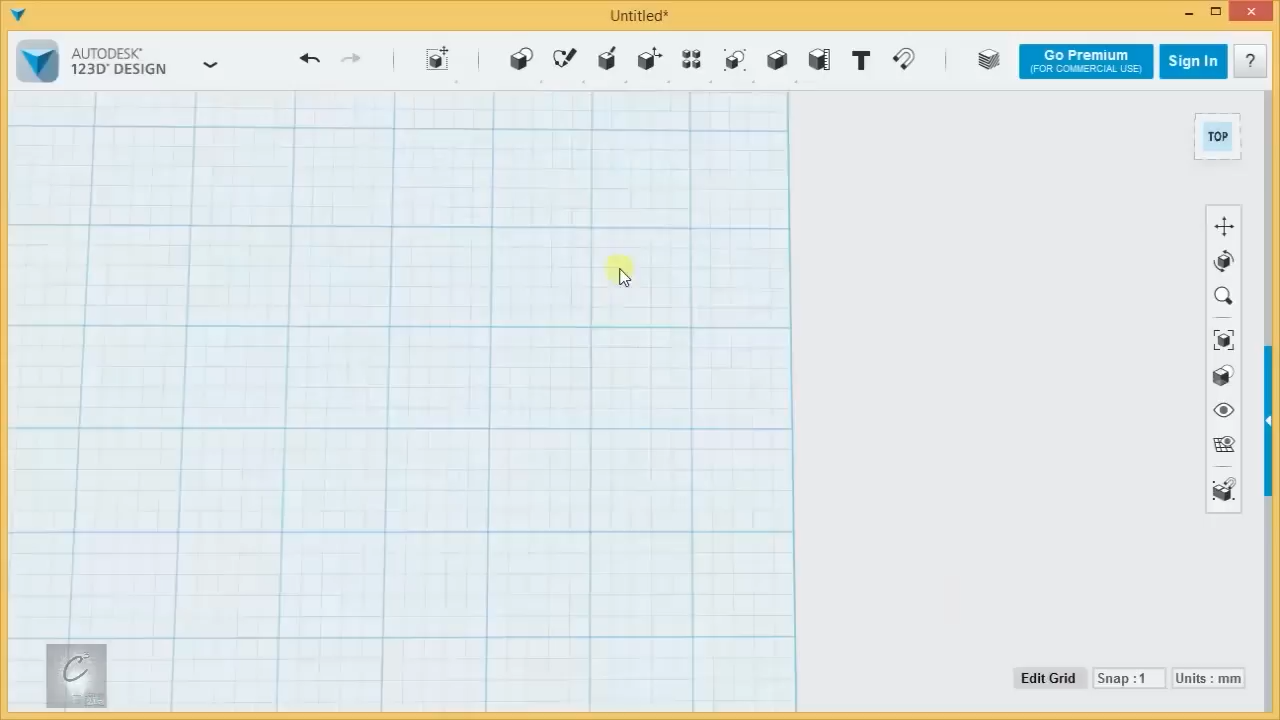 Untitled*
AUTODESK®
123D® DESIGN
T
Go Premium
(FOR COMMERCIAL USE)
Sign In
?
TOP
Edit Grid
Snap : 1
Units : mm